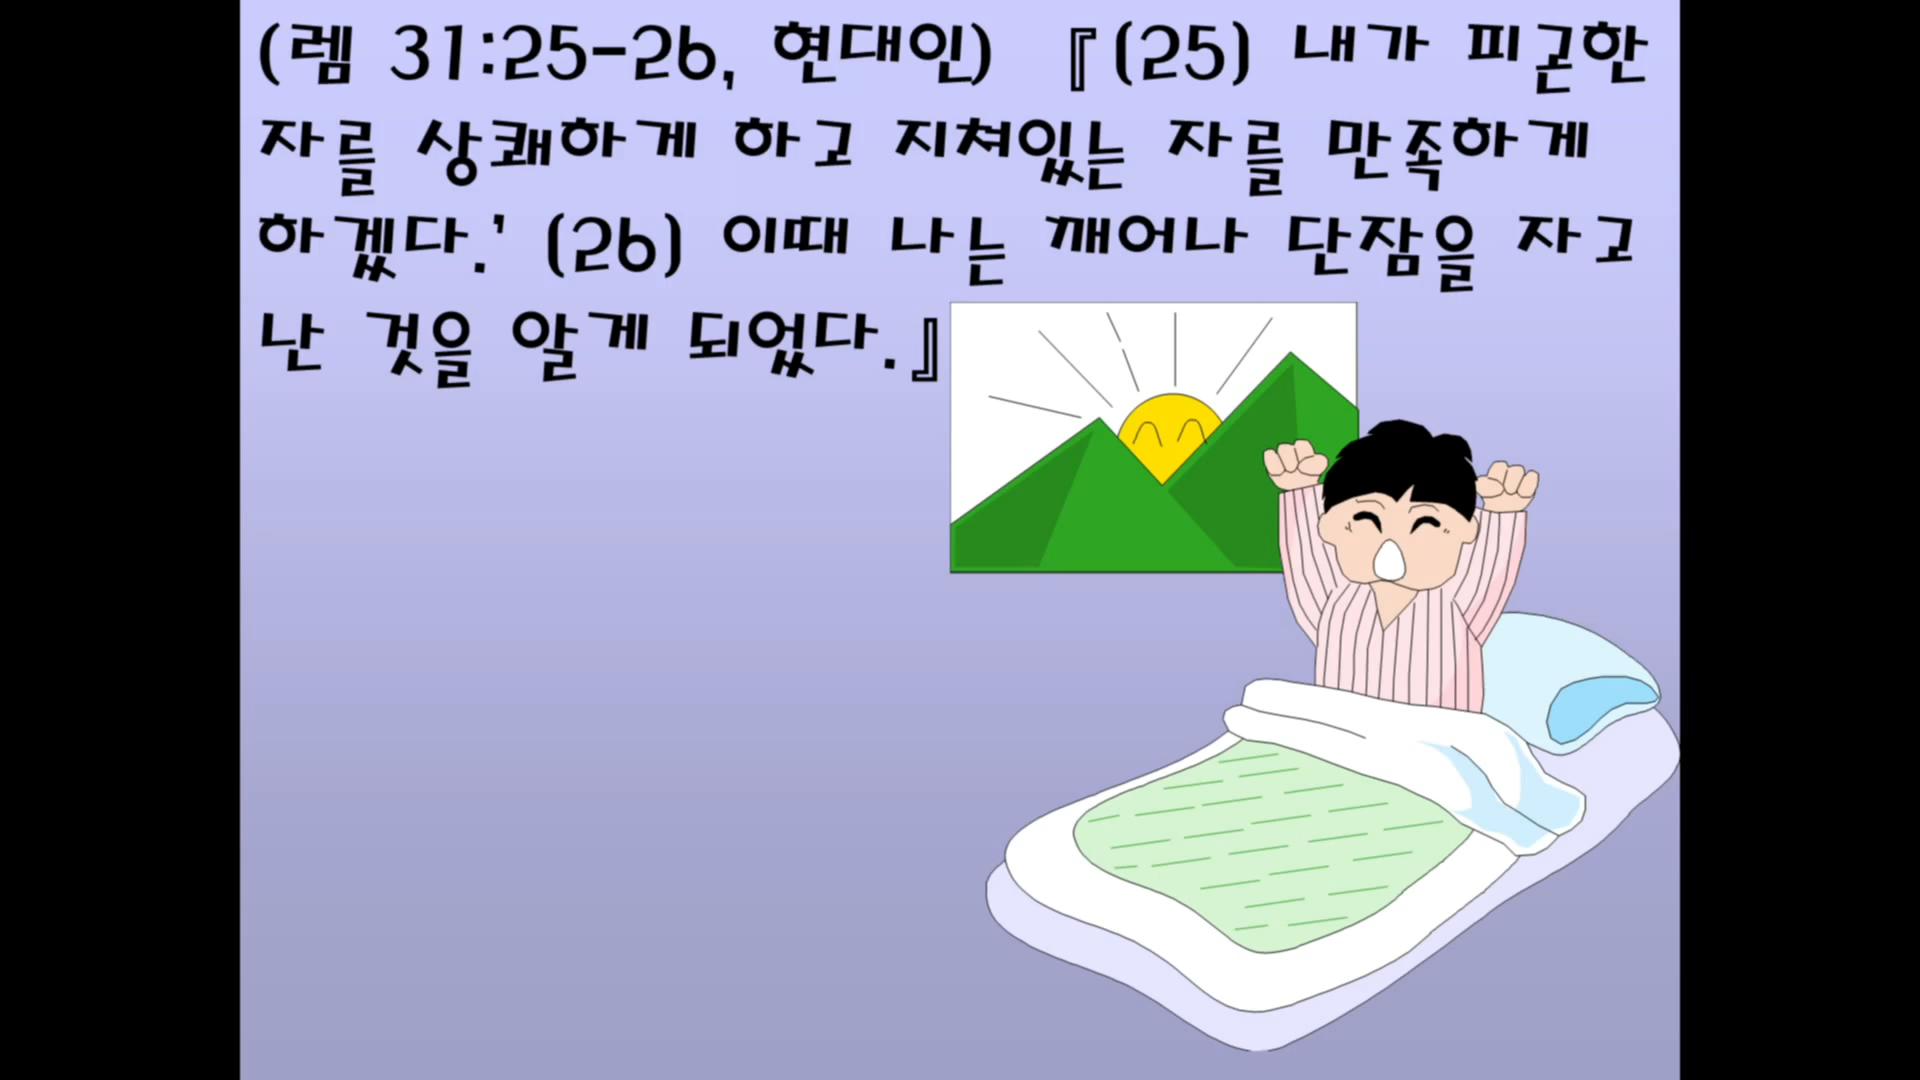 (렘 31:25-26, 현대인) 『(25) 내가 피곤한
자를 상쾌하게 하고 지쳐있는 자를 만족하게
하겠다.' (26) 이때 나는 깨어나 단잠을 자고
난 것을 알게 되었다.』